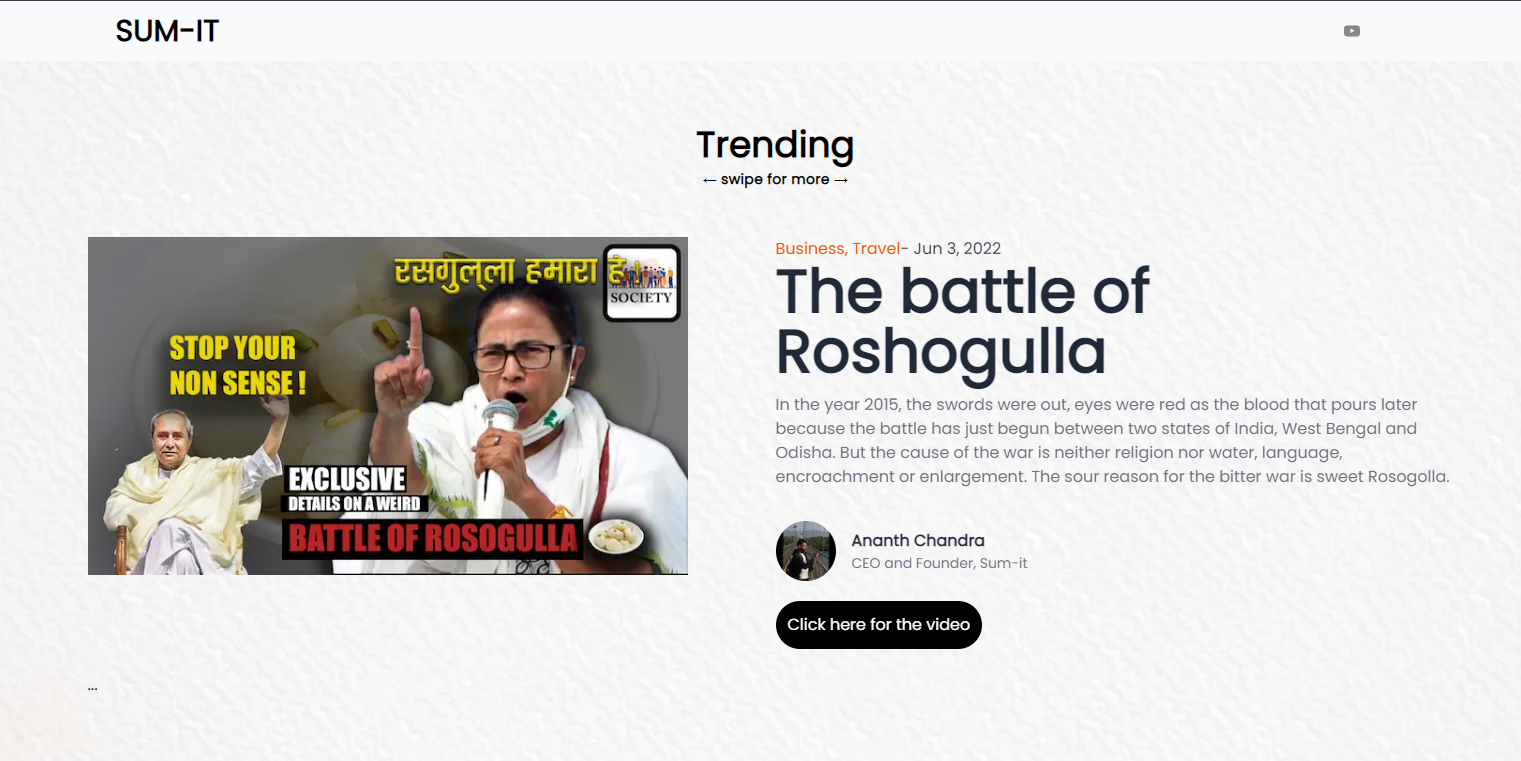 SUM-IT
Trending
← swipe for more →
रसगुल्ला हमारा है !
SOCIETY
STOP YOUR
NON SENSE !
EXCLUSIVE
DETAILS ON A WEIRD
BATTLE OF ROSOGULLA
Business, Travel- Jun 3, 2022
The battle of
Roshogulla
In the year 2015, the swords were out, eyes were red as the blood that pours later
because the battle has just begun between two states of India, West Bengal and
Odisha. But the cause of the war is neither religion nor water, language,
encroachment or enlargement. The sour reason for the bitter war is sweet Rosogolla.
Ananth Chandra
CEO and Founder, Sum-it
Click here for the video
...